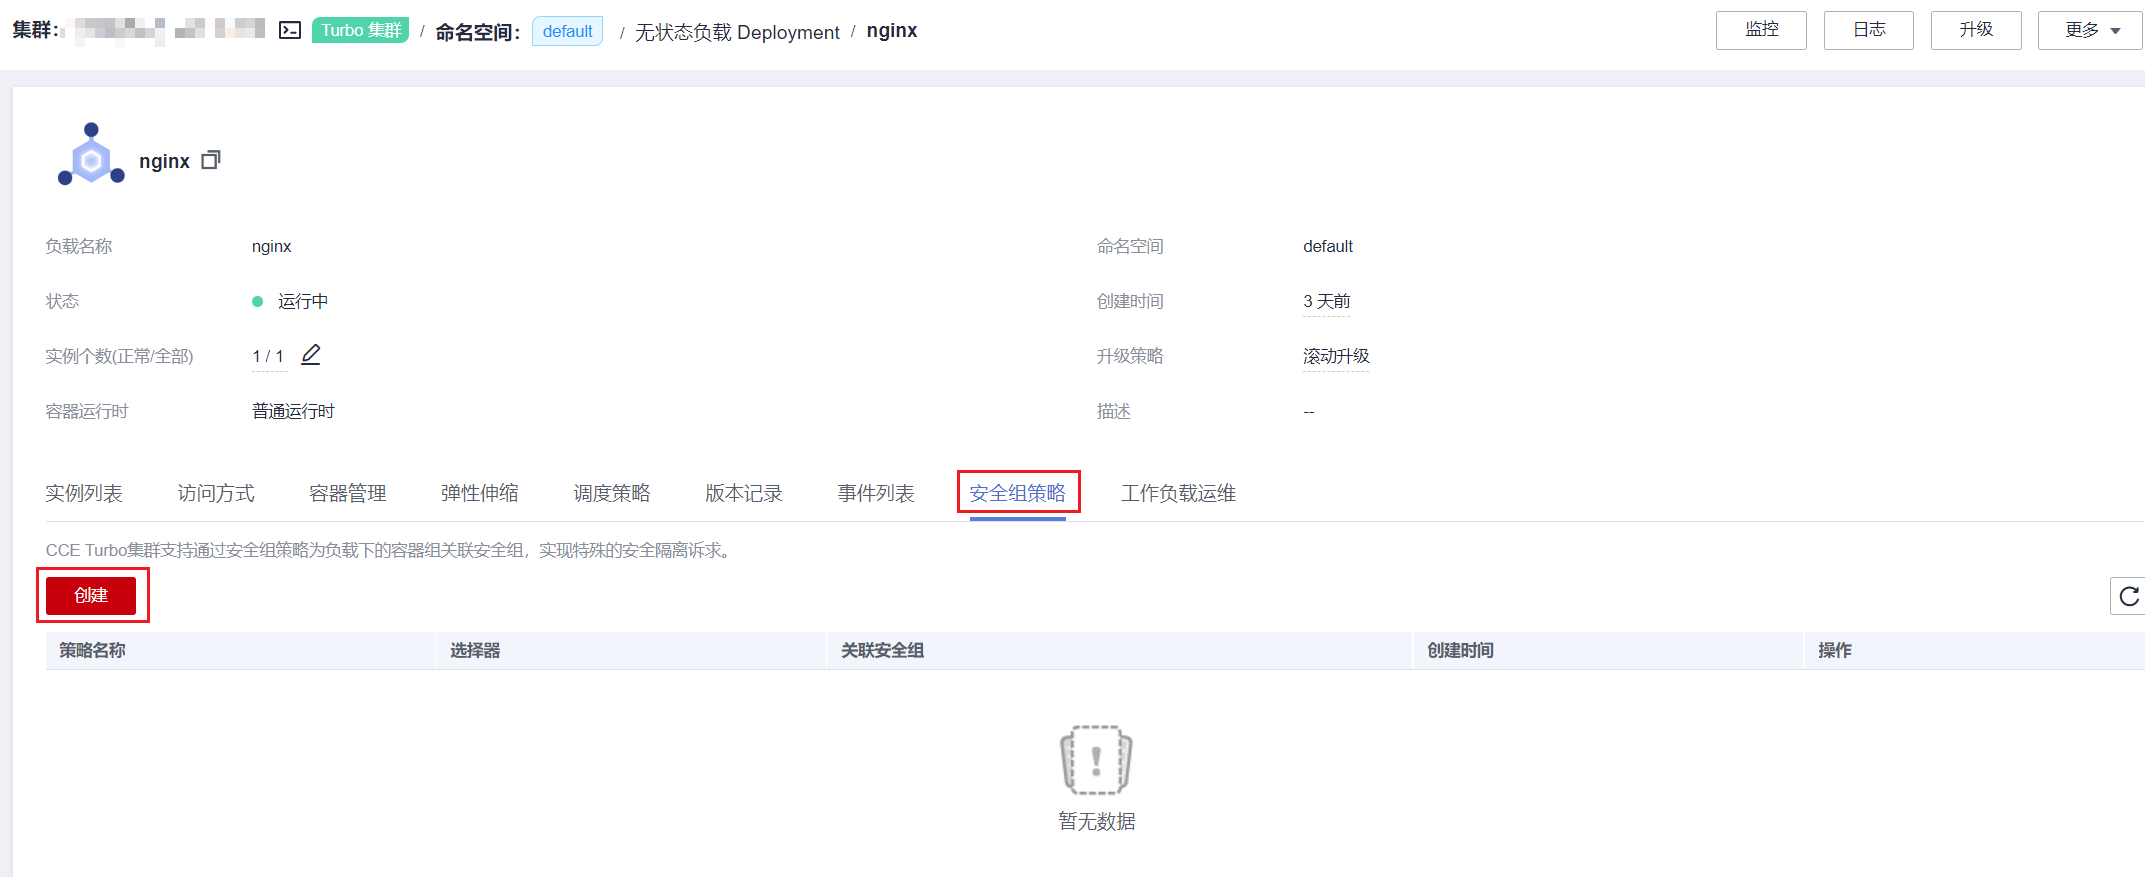 集群: Turbo 集群 / 命名空间: default / 无状态负载 Deployment / nginx 监控 日志 升级 更多
nginx
负载名称 nginx 命名空间 default
状态 运行中 创建时间 3 天前
实例个数(正常/全部) 1 / 1 升级策略 滚动升级
容器运行时 普通运行时 描述 --
实例列表 访问方式 容器管理 弹性伸缩 调度策略 版本记录 事件列表 安全组策略 工作负载运维
CCE Turbo集群支持通过安全组策略为负载下的容器组关联安全组，实现特殊的安全隔离诉求。
创建
策略名称 选择器 关联安全组 创建时间 操作
暂无数据